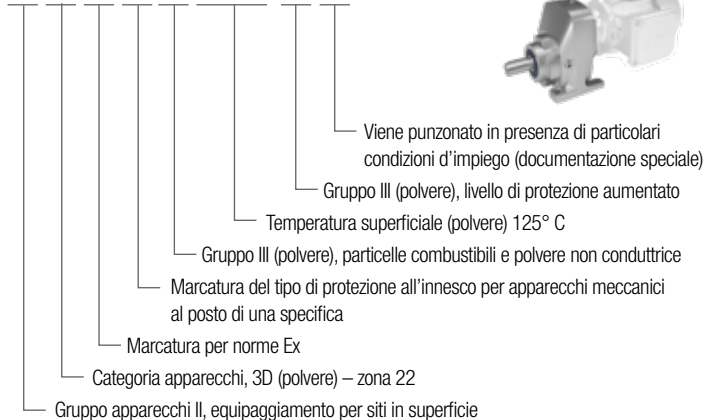 Viene punzonato in presenza di particolari
condizioni d'impiego (documentazione speciale)
Gruppo III (polvere), livello di protezione aumentato
Temperatura superficiale (polvere) 125° C
Gruppo III (polvere), particelle combustibili e polvere non conduttrice
Marcatura del tipo di protezione all'innesco per apparecchi meccanici
al posto di una specifica
Marcatura per norme Ex
Categoria apparecchi, 3D (polvere) – zona 22
Gruppo apparecchi II, equipaggiamento per siti in superficie